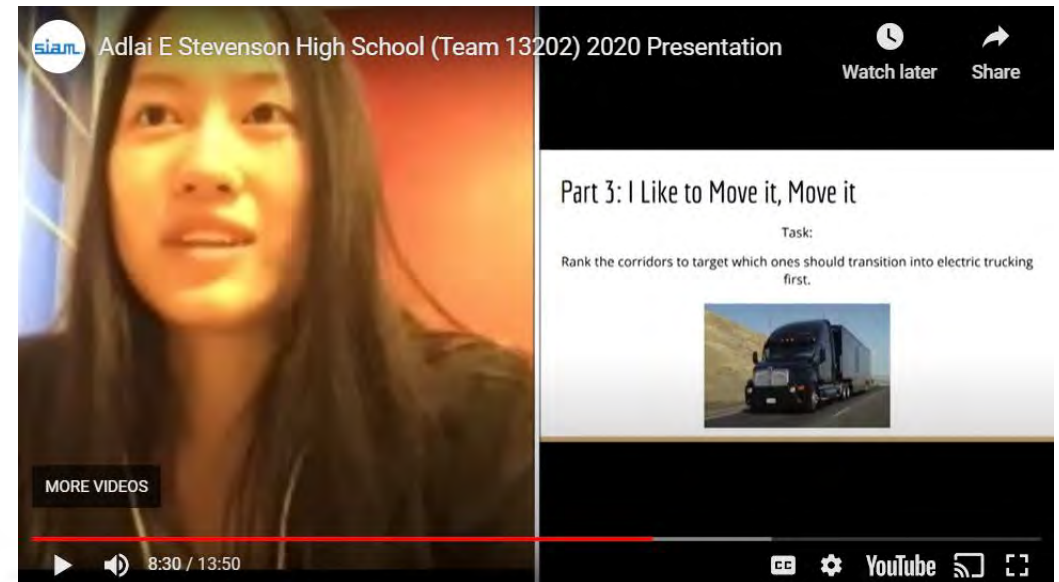 siam.
Adlai E Stevenson High School (Team 13202) 2020 Presentation
Watch later
Share
Part 3: I Like to Move it, Move it
Task:
Rank the corridors to target which ones should transition into electric trucking
first.
MORE VIDEOS
8:30 / 13:50
CC
YouTube